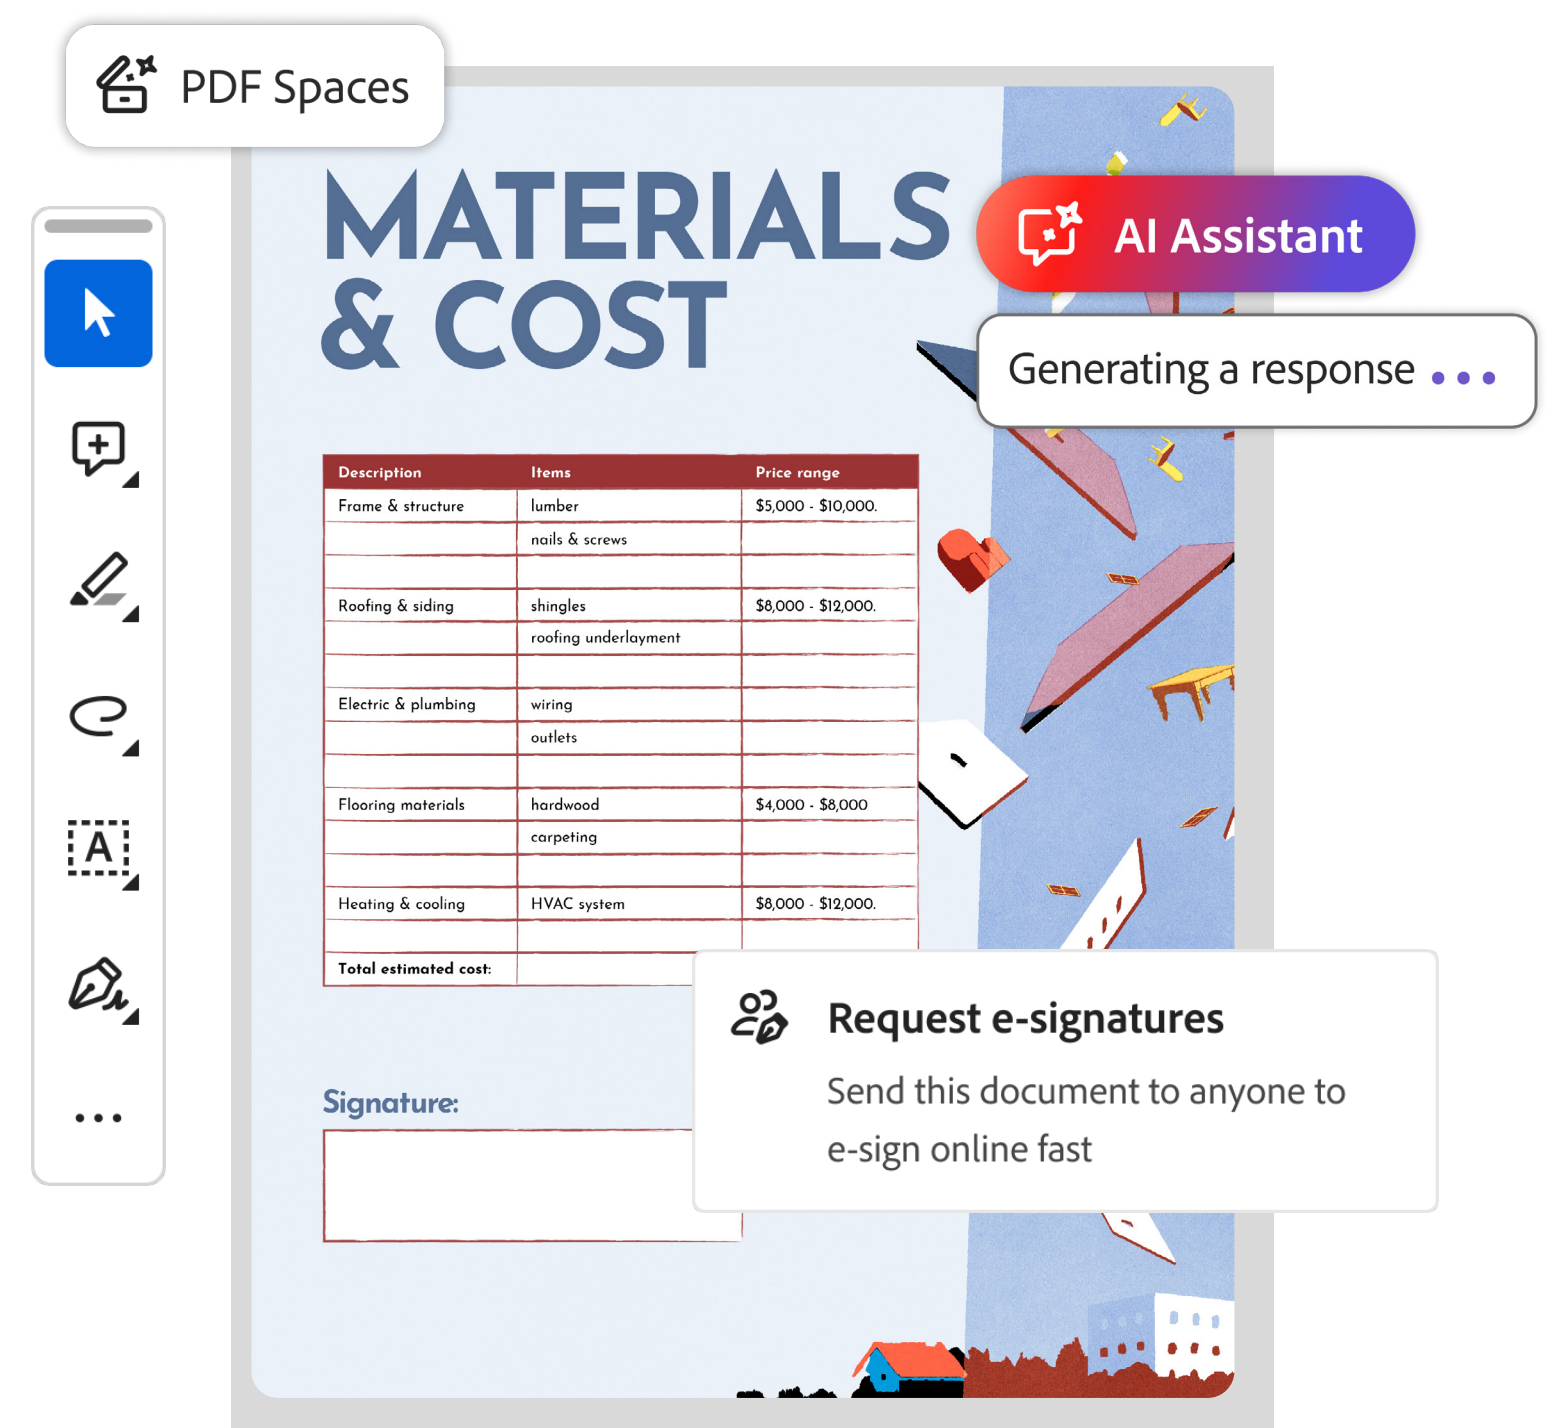 PDF Spaces
MATERIALS
& COST
AI Assistant
Generating a response ...
Description Items Price range
Frame & structure lumber $5,000 - $10,000.
nails & screws
Roofing & siding shingles $8,000 - $12,000.
roofing underlayment
Electric & plumbing wiring
outlets
Flooring materials hardwood $4,000 - $8,000
carpeting
Heating & cooling HVAC system $8,000 - $12,000.
Total estimated cost:
A
Request e-signatures
Send this document to anyone to
e-sign online fast
Signature: